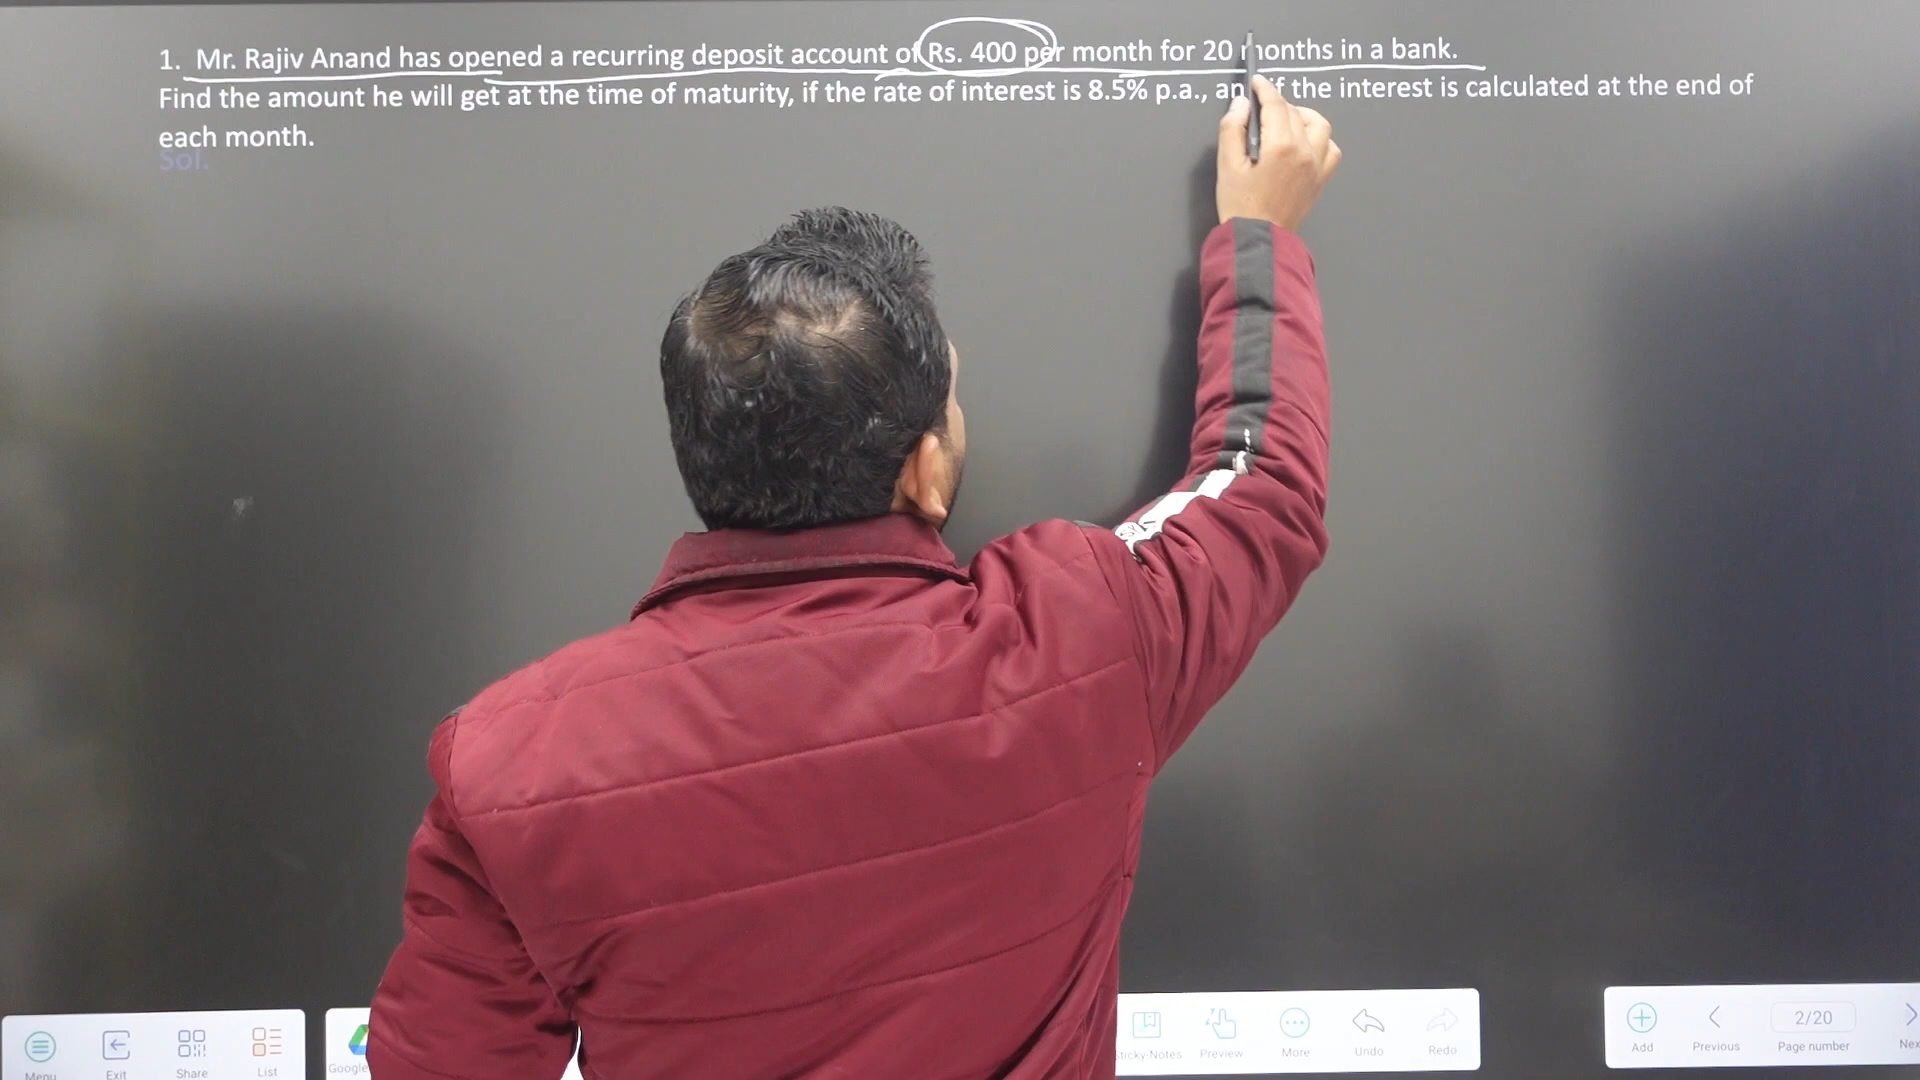 1. Mr. Rajiv Anand has opened a recurring deposit account of Rs. 400 per month for 20 months in a bank.
Find the amount he will get at the time of maturity, if the rate of interest is 8.5% p.a., if the interest is calculated at the end of
each month.
Sol.
Menu
Exit
Share
List
Google
Sticky-Notes
Preview
More
Undo
Redo
Add
Previous
2/20
Page number
Nex